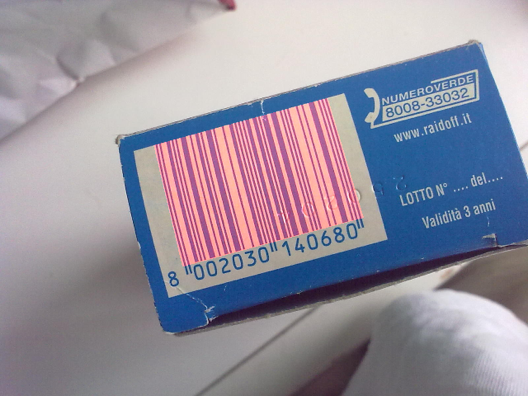 NUMEROVERDE
8008-33032
www.raidoff.it
LOTTO N° .... del....
Validità 3 anni
8 "002030"140680"